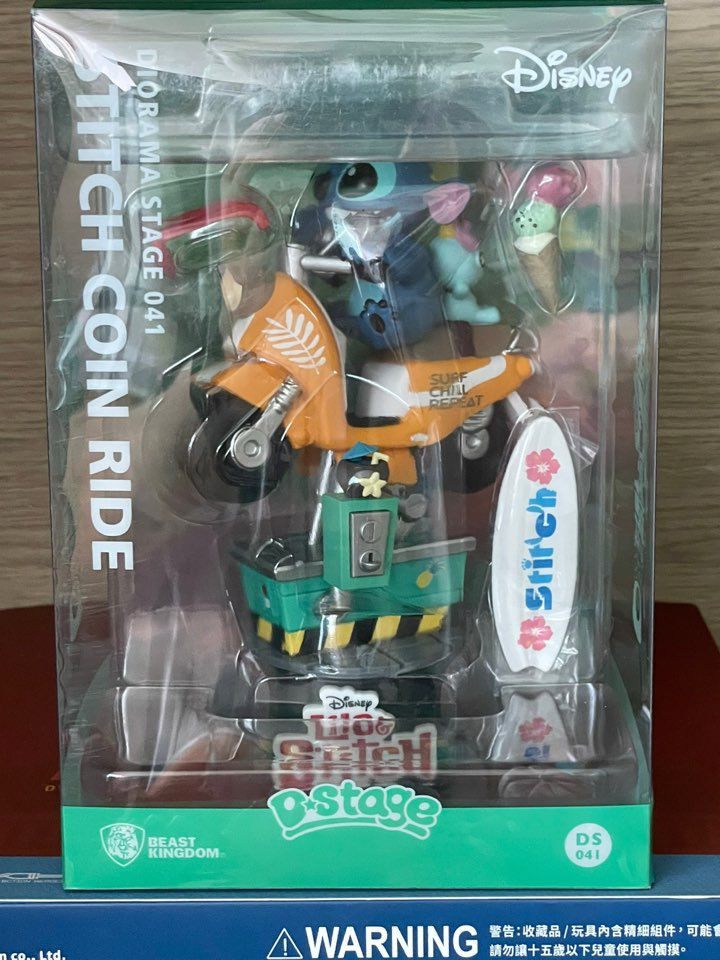 DISNEY
DIORAMA STAGE 041
STITCH COIN RIDE
SURF
CHILL
REPEAT
Stitch
DISNEY
LILO &
STITCH
D-Stage
BEAST
KINGDOM
DS
041
n co., Ltd.
WARNING
警告:收藏品/玩具內含精細組件,可能會
請勿讓十五歲以下兒童使用與觸摸。